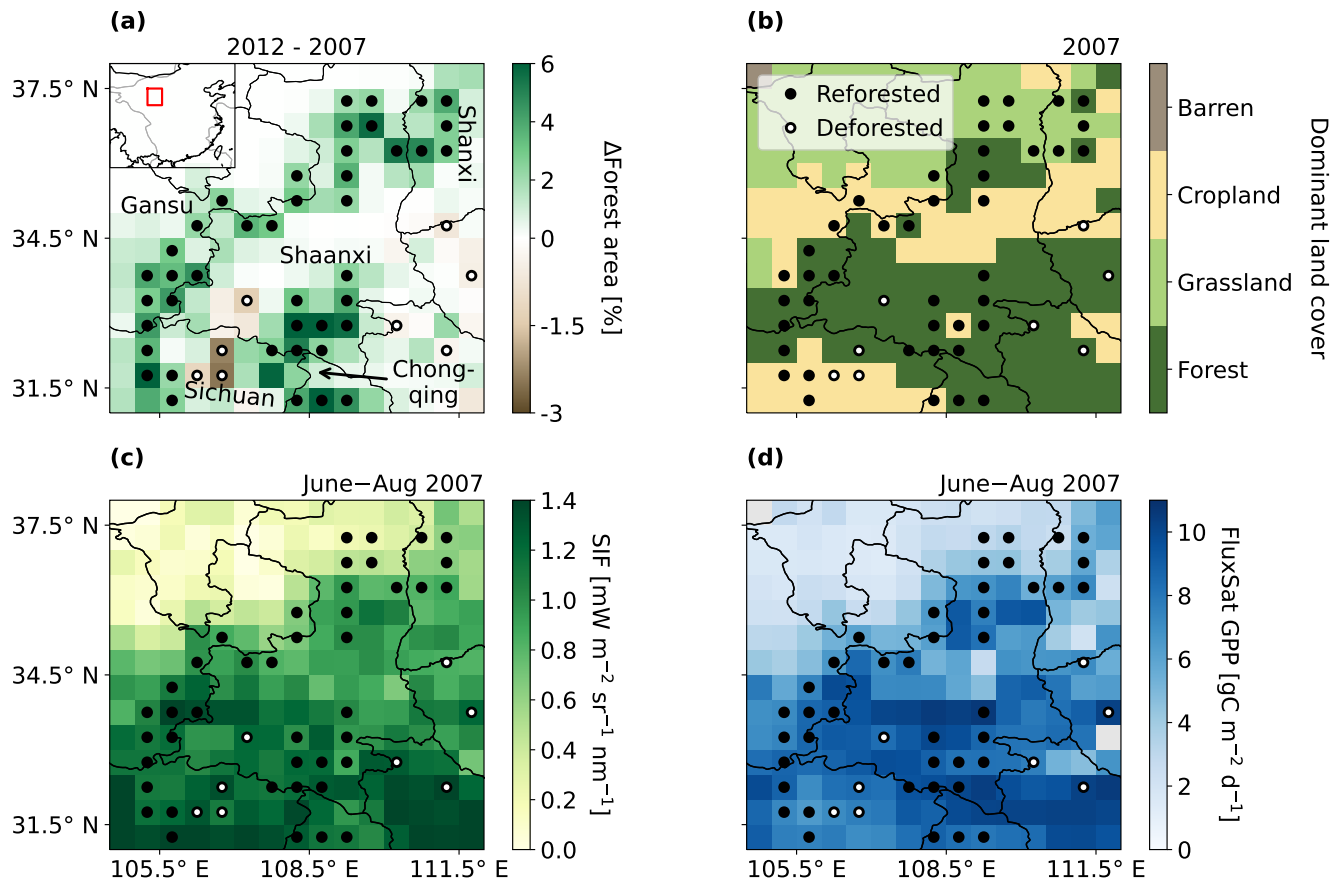 (a)
2012 - 2007
37.5° N
34.5° N
31.5° N
Shanxi
Gansu
Shaanxi
Sichuan
Chong-
qing
6
4
2
0
-1.5
-3
ΔForest area [%]
(b)
2007
Reforested
Deforested
Barren
Cropland
Grassland
Forest
Dominant land cover
(c)
June−Aug 2007
37.5° N
34.5° N
31.5° N
105.5° E
108.5° E
111.5° E
1.4
1.2
1.0
0.8
0.6
0.4
0.2
0.0
SIF [mW m⁻² sr⁻¹ nm⁻¹]
(d)
June−Aug 2007
105.5° E
108.5° E
111.5° E
10
8
6
4
2
0
FluxSat GPP [gC m⁻² d⁻¹]